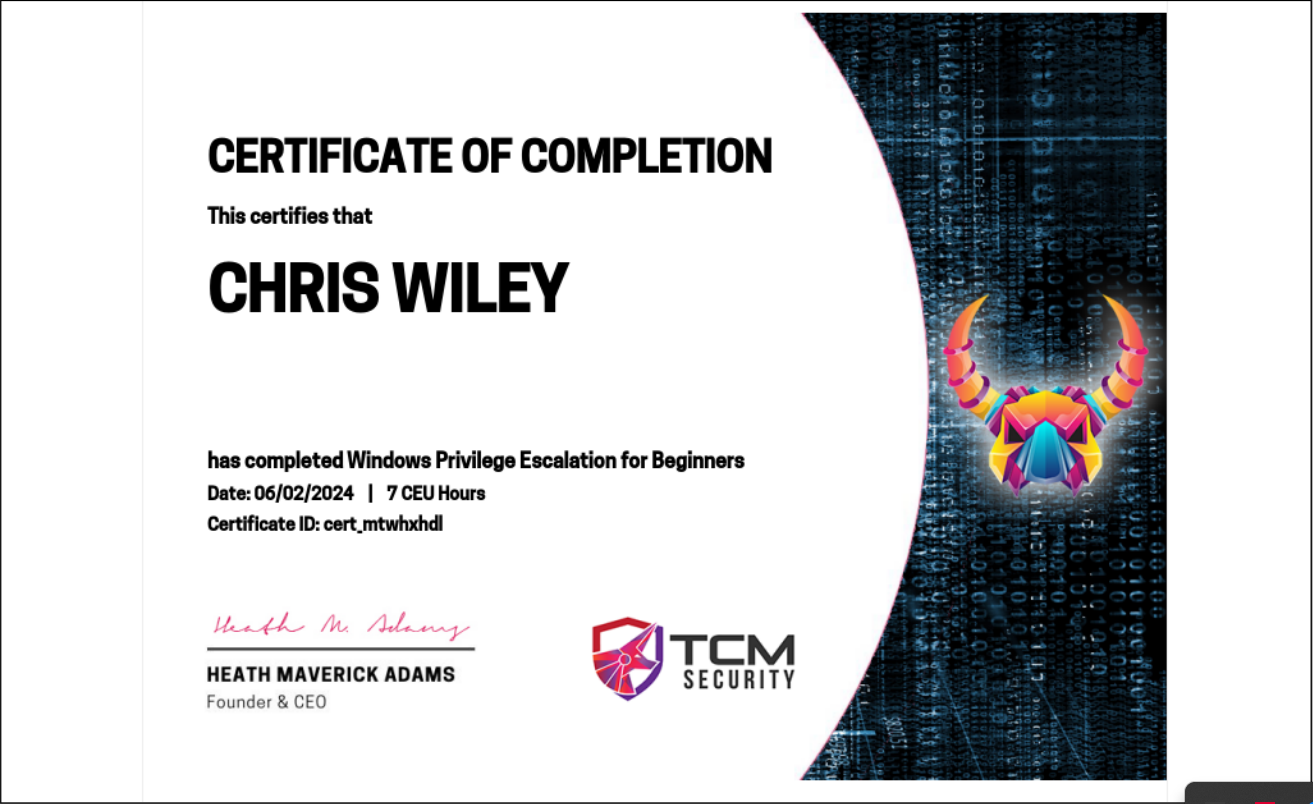 CERTIFICATE OF COMPLETION
This certifies that
CHRIS WILEY
has completed Windows Privilege Escalation for Beginners
Date: 06/02/2024 | 7 CEU Hours
Certificate ID: cert_mtwhxhdl
Heath M. Adams
HEATH MAVERICK ADAMS
Founder & CEO
TCM
SECURITY